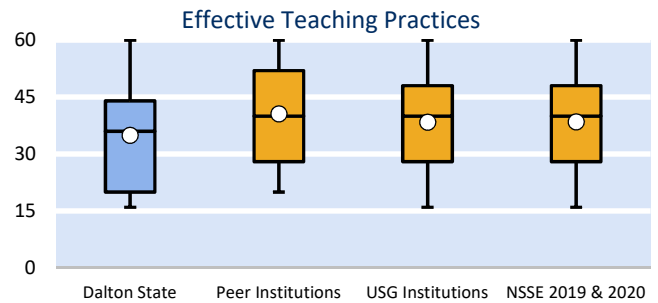 Effective Teaching Practices
60
45
30
15
0
Dalton State
Peer Institutions
USG Institutions
NSSE 2019 & 2020